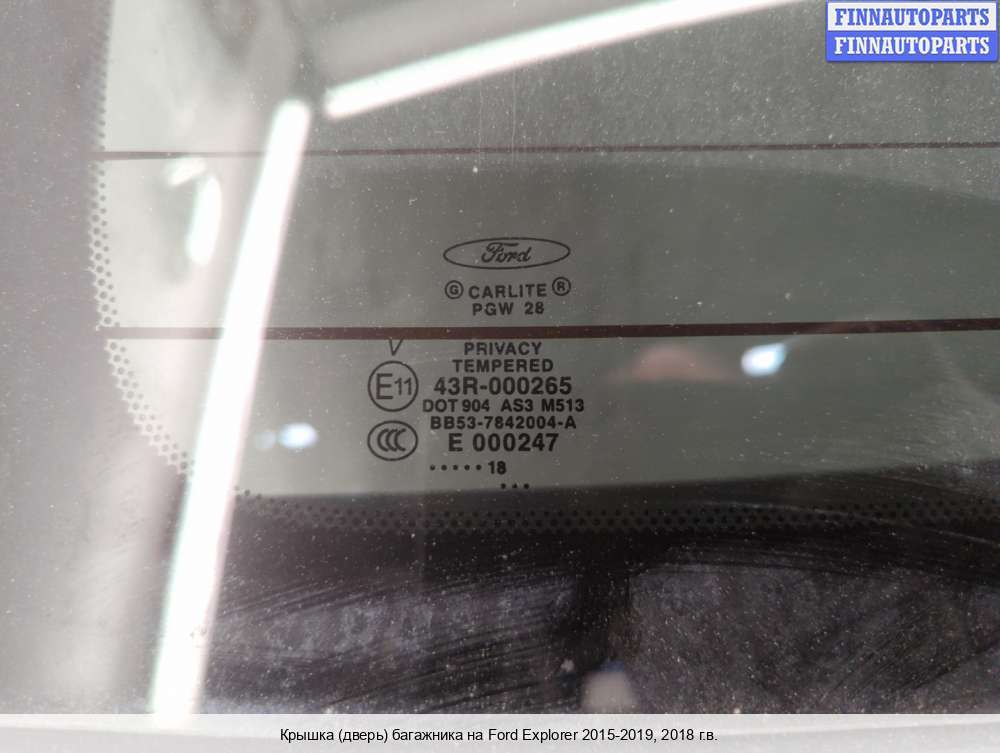 FINNAUTOPARTS
FINNAUTOPARTS
Ford
G CARLITE R
PGW 28
V PRIVACY
TEMPERED
E11 43R-000265
DOT 904 AS3 M513
BB53-7842004-A
CCC E 000247
•••••18
•••
Крышка (дверь) багажника на Ford Explorer 2015-2019, 2018 г.в.